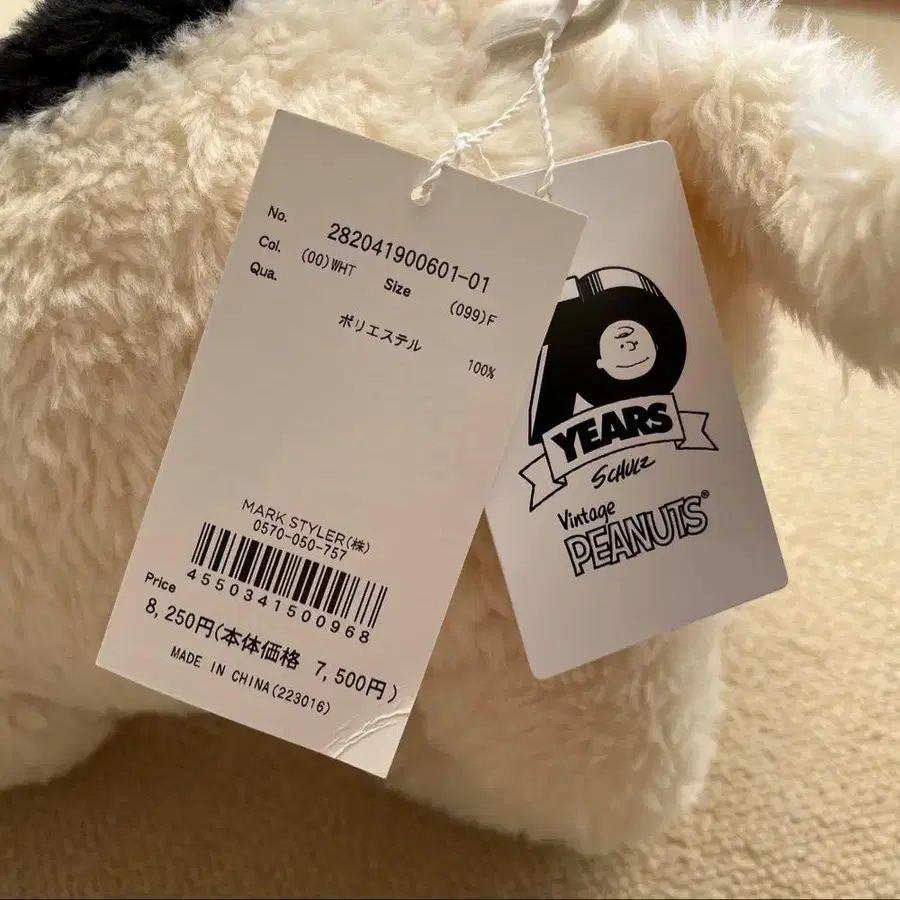 No. 282041900601-01
Col. (00)WHT Size (099)F
Qua.
ポリエステル 100%
MARK STYLER(株)
0570-050-757
4550341500968
Price
8,250円(本体価格 7,500円)
MADE IN CHINA(223016)
YEARS
SCHULZ
Vintage
PEANUTS®